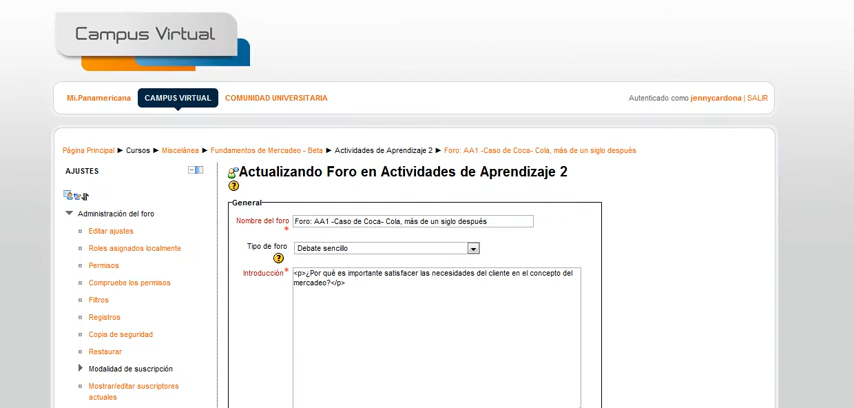 Campus Virtual
Mi.Panamericana CAMPUS VIRTUAL COMUNIDAD UNIVERSITARIA Autenticado como jennycardona | SALIR
Página Principal ► Cursos ► Miscelánea ► Fundamentos de Mercadeo - Beta ► Actividades de Aprendizaje 2 ► Foro: AA1 -Caso de Coca- Cola, más de un siglo después
AJUSTES
Administración del foro
Editar ajustes
Roles asignados localmente
Permisos
Compruebe los permisos
Filtros
Registros
Copia de seguridad
Restaurar
Modalidad de suscripción
Mostrar/editar suscriptores
actuales
Actualizando Foro en Actividades de Aprendizaje 2
General
Nombre del foro* Foro: AA1 -Caso de Coca- Cola, más de un siglo después
Tipo de foro Debate sencillo
Introducción* <p>¿Por qué es importante satisfacer las necesidades del cliente en el concepto del
mercadeo?</p>